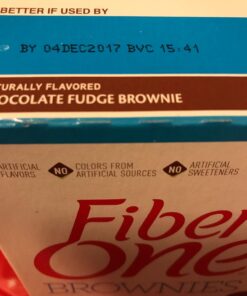 BETTER IF USED BY
BY 04DEC2017 BVC 15:41
NATURALLY FLAVORED
CHOCOLATE FUDGE BROWNIE
ARTIFICIAL FLAVORS NO COLORS FROM ARTIFICIAL SOURCES NO ARTIFICIAL SWEETENERS
Fiber
One
BROWNIES